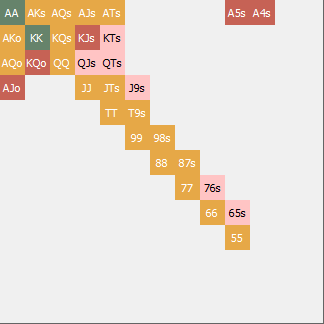 AA AKs AQs AJs ATs A5s A4s
AKo KK KQs KJs KTs
AQo KQo QQ QJs QTs
AJo JJ JTs J9s
TT T9s
99 98s
88 87s
77 76s
66 65s
55